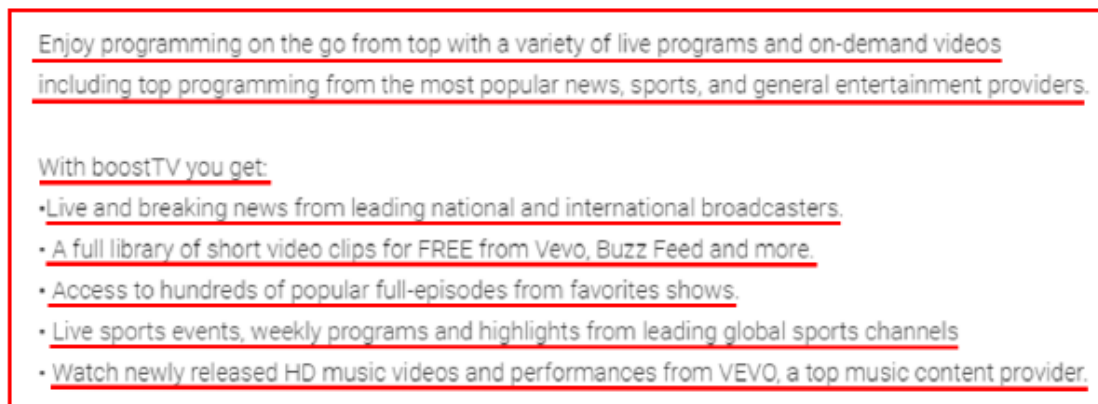 Enjoy programming on the go from top with a variety of live programs and on-demand videos
including top programming from the most popular news, sports, and general entertainment providers.
With boostTV you get:
•Live and breaking news from leading national and international broadcasters.
• A full library of short video clips for FREE from Vevo, Buzz Feed and more.
• Access to hundreds of popular full-episodes from favorites shows.
• Live sports events, weekly programs and highlights from leading global sports channels
• Watch newly released HD music videos and performances from VEVO, a top music content provider.